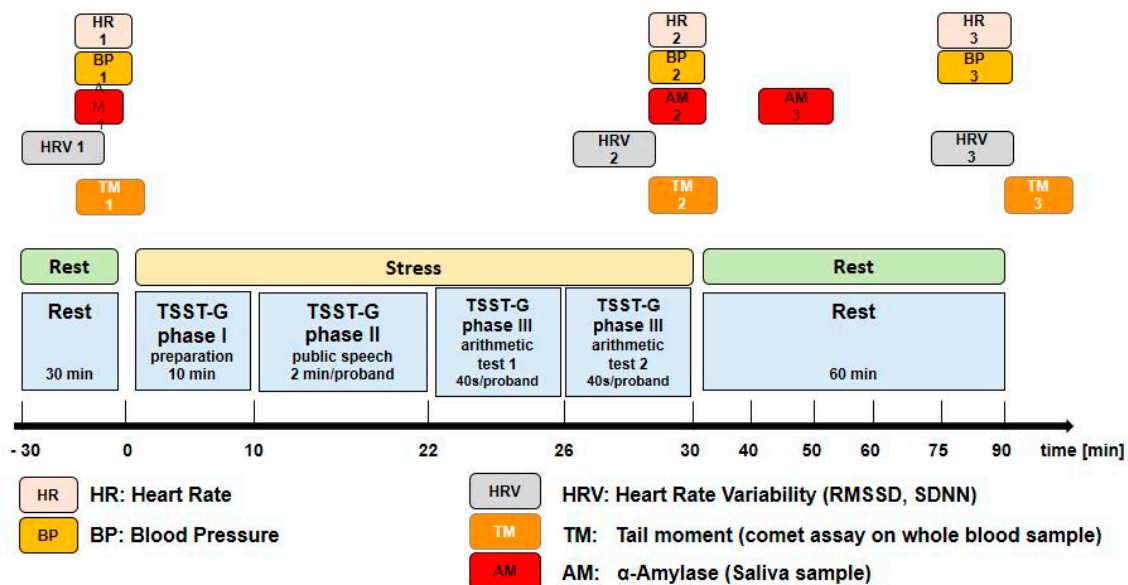 HR
1
HR
2
HR
3
BP
1
BP
2
BP
3
A
M
1
AM
2
AM
3
HRV 1
HRV
2
HRV
3
TM
1
TM
2
TM
3
Rest
Stress
Rest
Rest
30 min
TSST-G
phase I
preparation
10 min
TSST-G
phase II
public speech
2 min/proband
TSST-G
phase III
arithmetic
test 1
40s/proband
TSST-G
phase III
arithmetic
test 2
40s/proband
Rest
60 min
- 30 0 10 22 26 30 40 50 60 75 90 time [min]
HR HR: Heart Rate
BP BP: Blood Pressure
HRV HRV: Heart Rate Variability (RMSSD, SDNN)
TM TM: Tail moment (comet assay on whole blood sample)
AM AM: α-Amylase (Saliva sample)